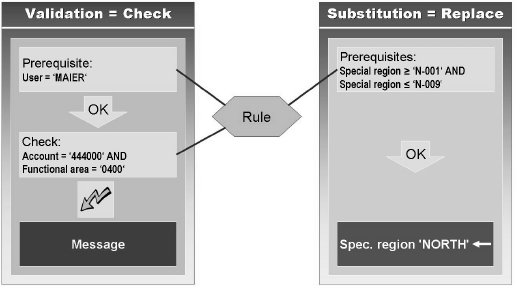 Validation = Check
Prerequisite:
User = 'MAIER'
OK
Check:
Account = '444000' AND
Functional area = '0400'
Message
Rule
Substitution = Replace
Prerequisites:
Special region ≥ 'N-001' AND
Special region ≤ 'N-009'
OK
Spec. region 'NORTH'